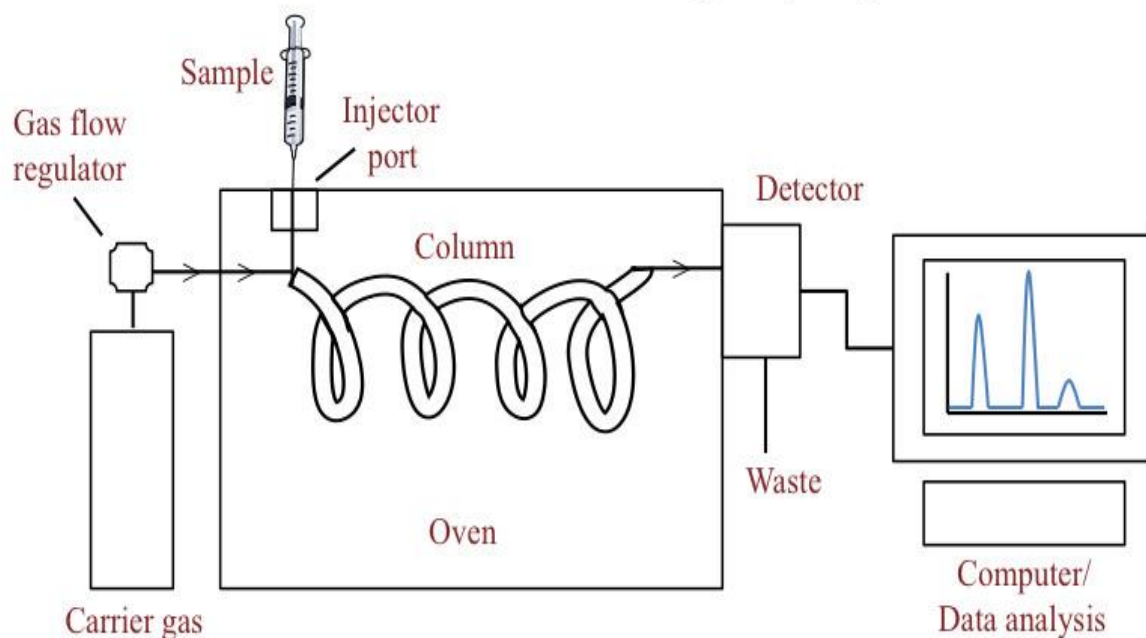 Sample
Injector
port
Gas flow
regulator
Detector
Column
Waste
Oven
Computer/
Data analysis
Carrier gas